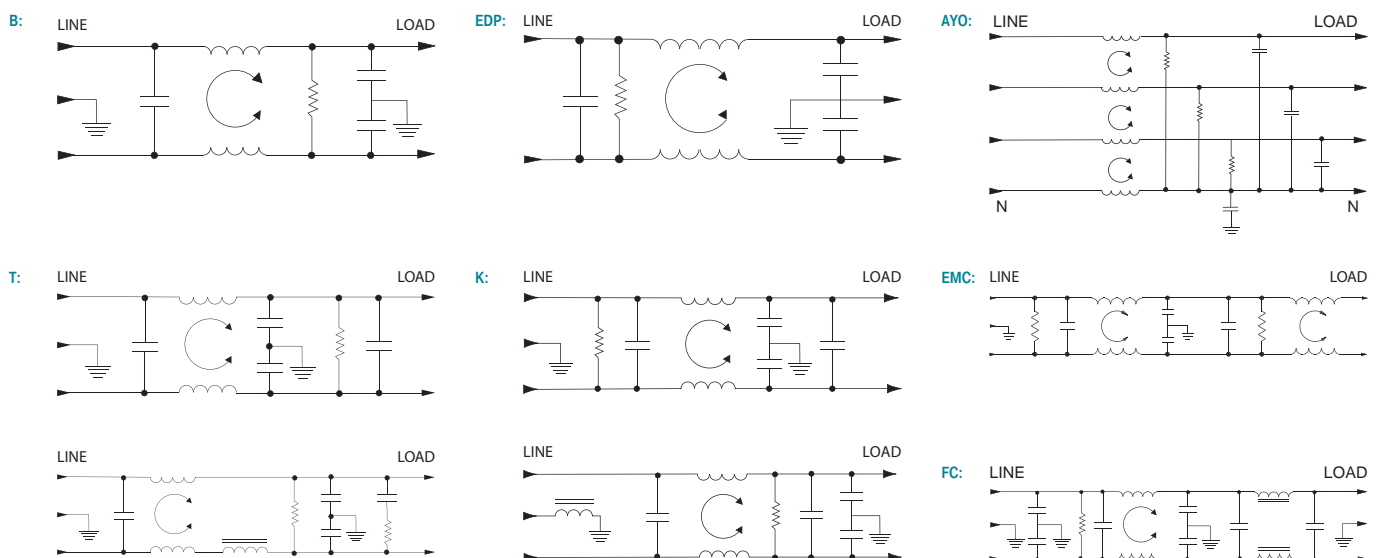 B: LINE LOAD
EDP: LINE LOAD
AYO: LINE LOAD
N N
T: LINE LOAD
K: LINE LOAD
EMC: LINE LOAD
LINE LOAD
LINE LOAD
FC: LINE LOAD